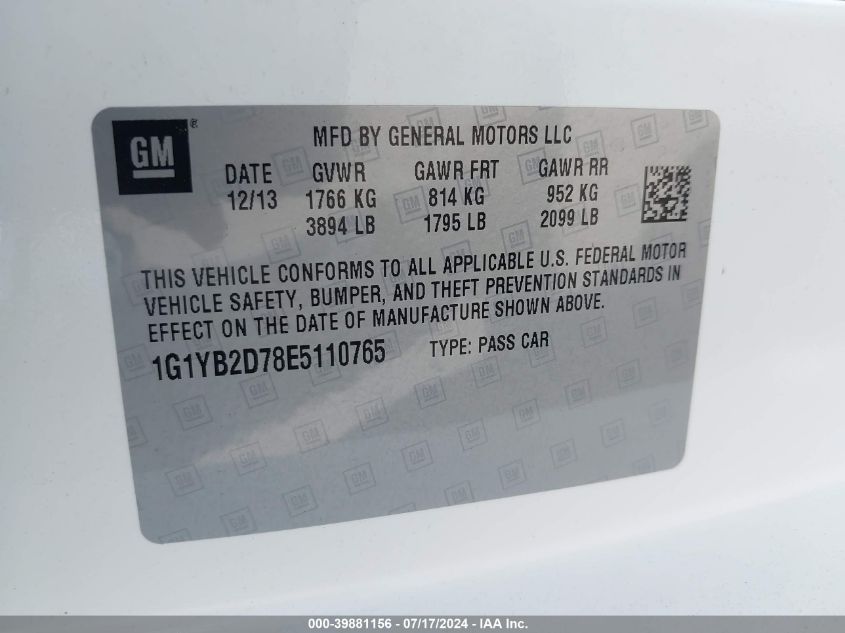 GM ®
MFD BY GENERAL MOTORS LLC
DATE GVWR GAWR FRT GAWR RR
12/13 1766 KG 814 KG 952 KG
3894 LB 1795 LB 2099 LB
THIS VEHICLE CONFORMS TO ALL APPLICABLE U.S. FEDERAL MOTOR
VEHICLE SAFETY, BUMPER, AND THEFT PREVENTION STANDARDS IN
EFFECT ON THE DATE OF MANUFACTURE SHOWN ABOVE.
1G1YB2D78E5110765 TYPE: PASS CAR
000-39881156 - 07/17/2024 - IAA Inc.